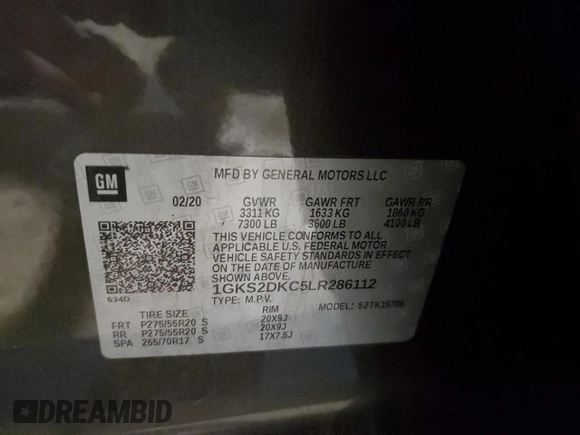 GM
MFD BY GENERAL MOTORS LLC
02/20
GVWR GAWR FRT GAWR RR
3311 KG 1633 KG 1860 KG
7300 LB 3600 LB 4100 LB
THIS VEHICLE CONFORMS TO ALL
APPLICABLE U.S. FEDERAL MOTOR
VEHICLE SAFETY STANDARDS IN EFFECT
ON THE DATE OF MANUFACTURE
SHOWN ABOVE.
1GKS2DKC5LR286112
634D
TYPE: M.P.V. MODEL:
TIRE SIZE RIM
FRT P275/55R20 S 20X9J
RR P275/55R20 S 20X9J
SPA 265/70R17 S 17X7.5J
DREAMBID